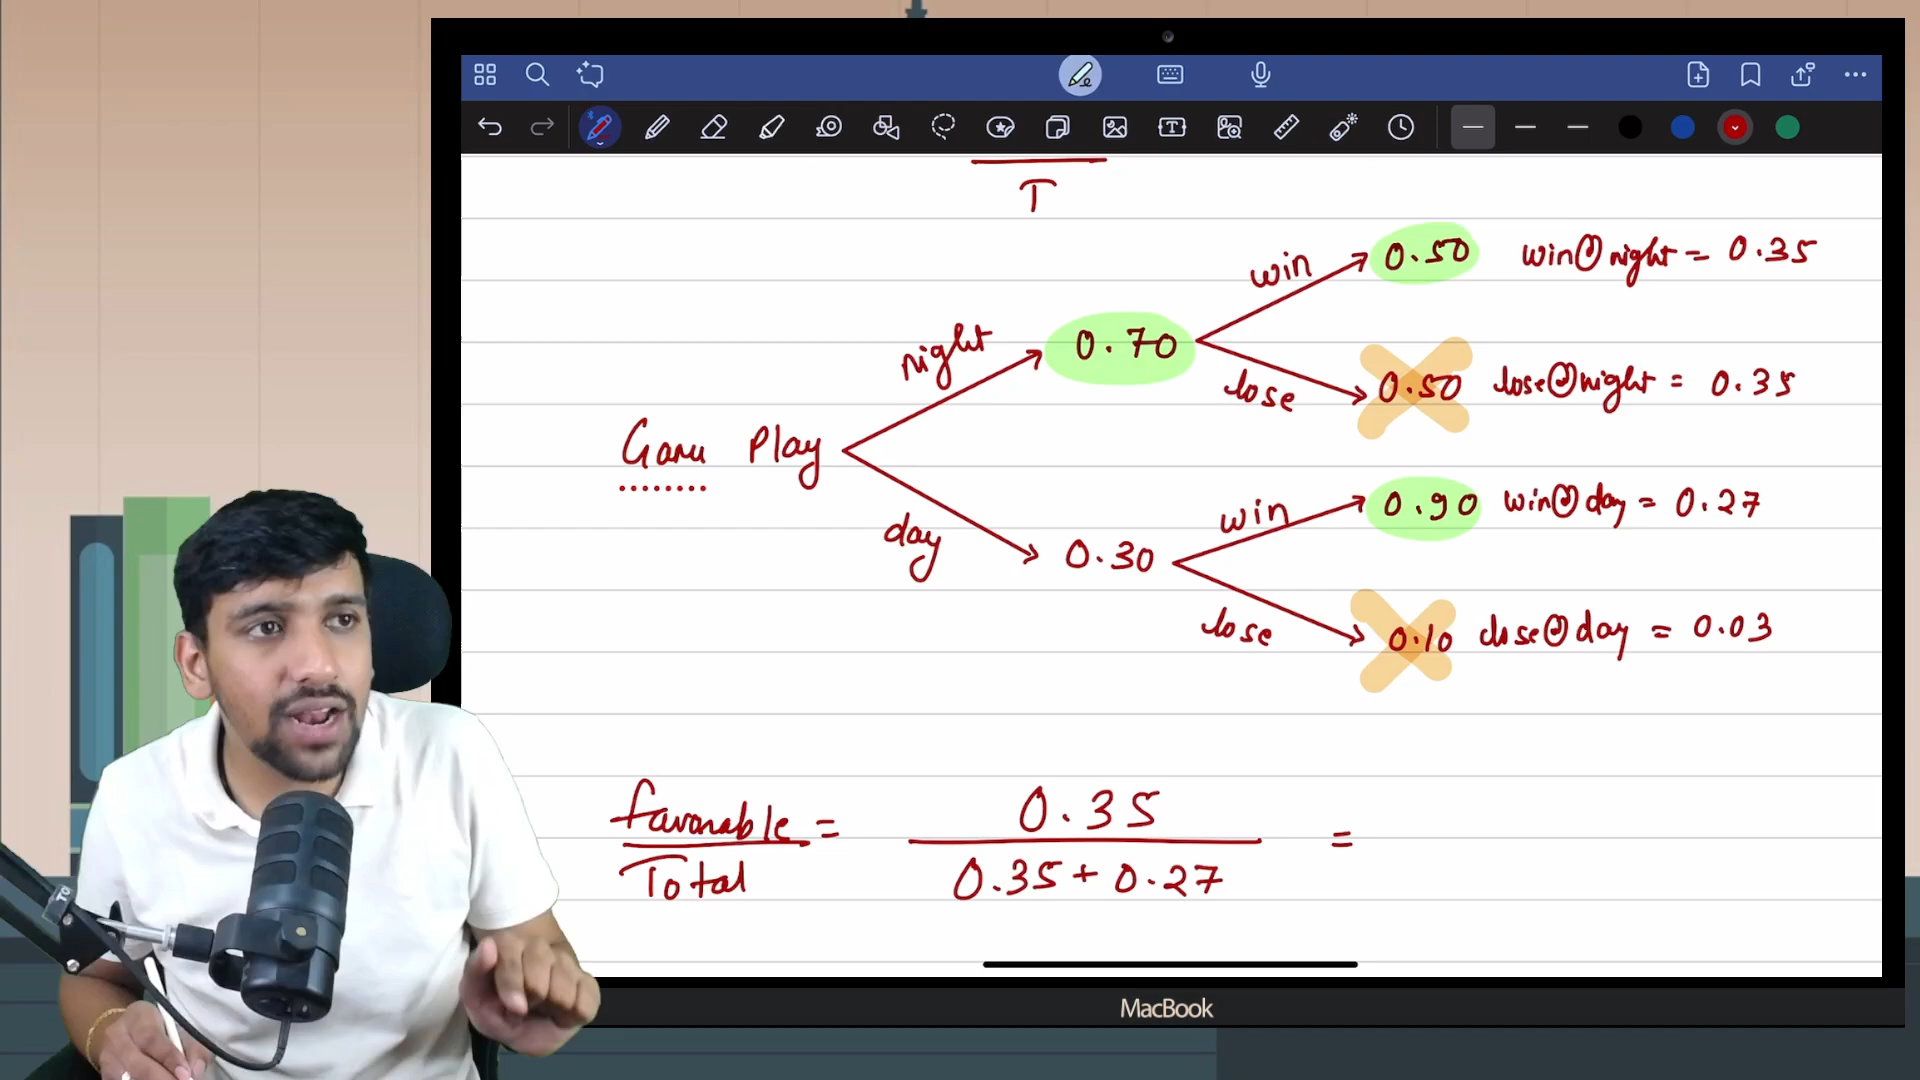 T
win 0.50 win@night = 0.35
night 0.70
lose 0.50 lose@night = 0.35
Game Play
day 0.30
win 0.90 win@day = 0.27
lose 0.10 lose@day = 0.03
favorable = 0.35 =
Total 0.35 + 0.27
MacBook